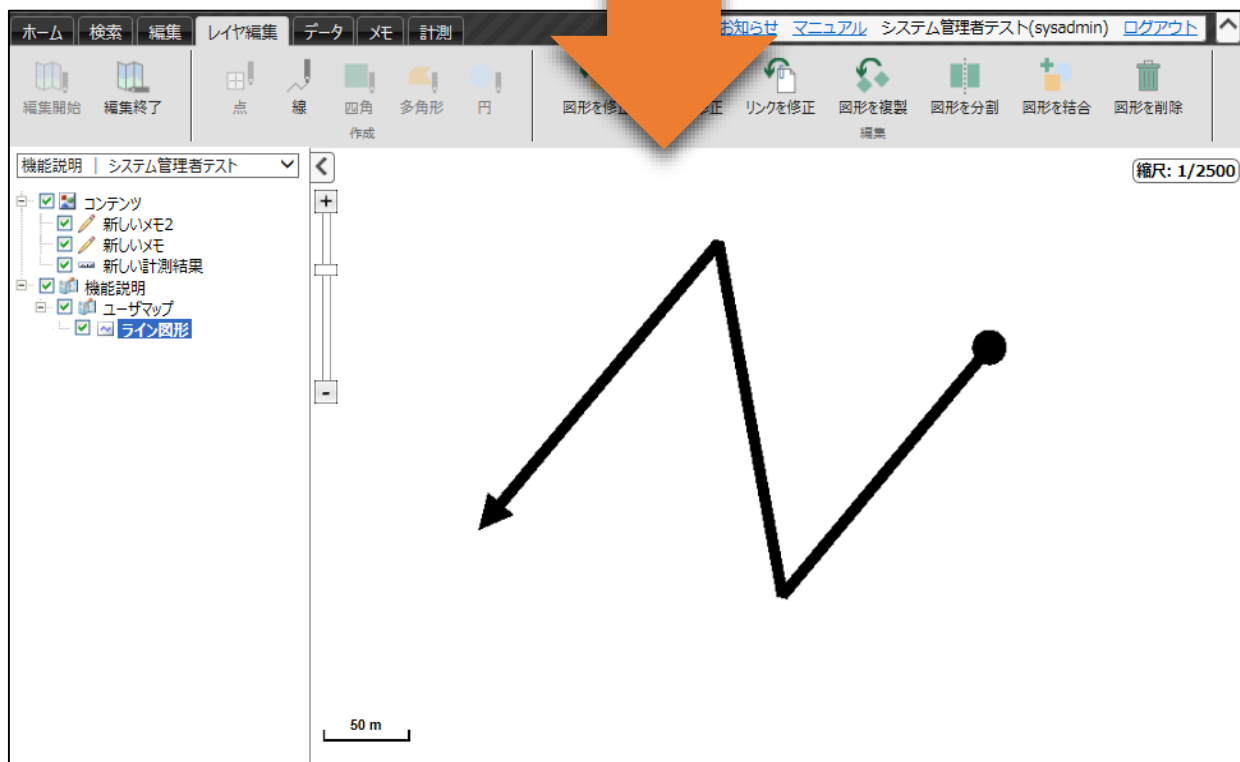 ホーム 検索 編集 レイヤ編集 データ メモ 計測 お知らせ マニュアル システム管理者テスト(sysadmin) ログアウト
編集開始 編集終了 点 線 四角 多角形 円 図形を修正 修正 リンクを修正 図形を複製 図形を分割 図形を結合 図形を削除
作成 編集
機能説明 | システム管理者テスト
縮尺: 1/2500
コンテンツ
新しいメモ2
新しいメモ
新しい計測結果
機能説明
ユーザマップ
ライン図形
50 m